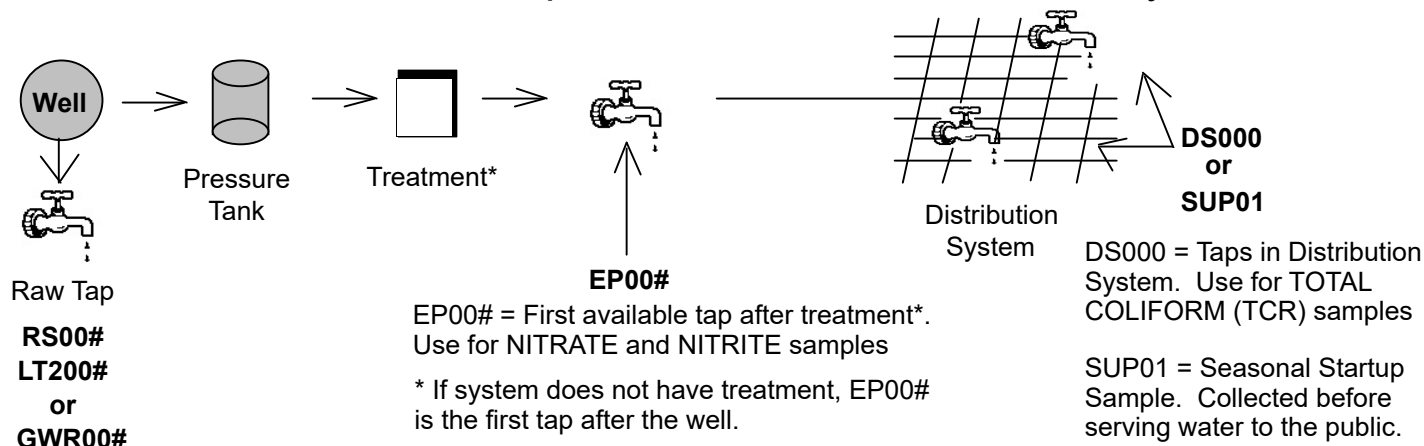 Well
Pressure
Tank
Treatment*
Raw Tap
RS00#
LT200#
or
GWR00#
EP00#
EP00# = First available tap after treatment*.
Use for NITRATE and NITRITE samples
* If system does not have treatment, EP00#
is the first tap after the well.
Distribution
System
DS000
or
SUP01
DS000 = Taps in Distribution
System. Use for TOTAL
COLIFORM (TCR) samples
SUP01 = Seasonal Startup
Sample. Collected before
serving water to the public.